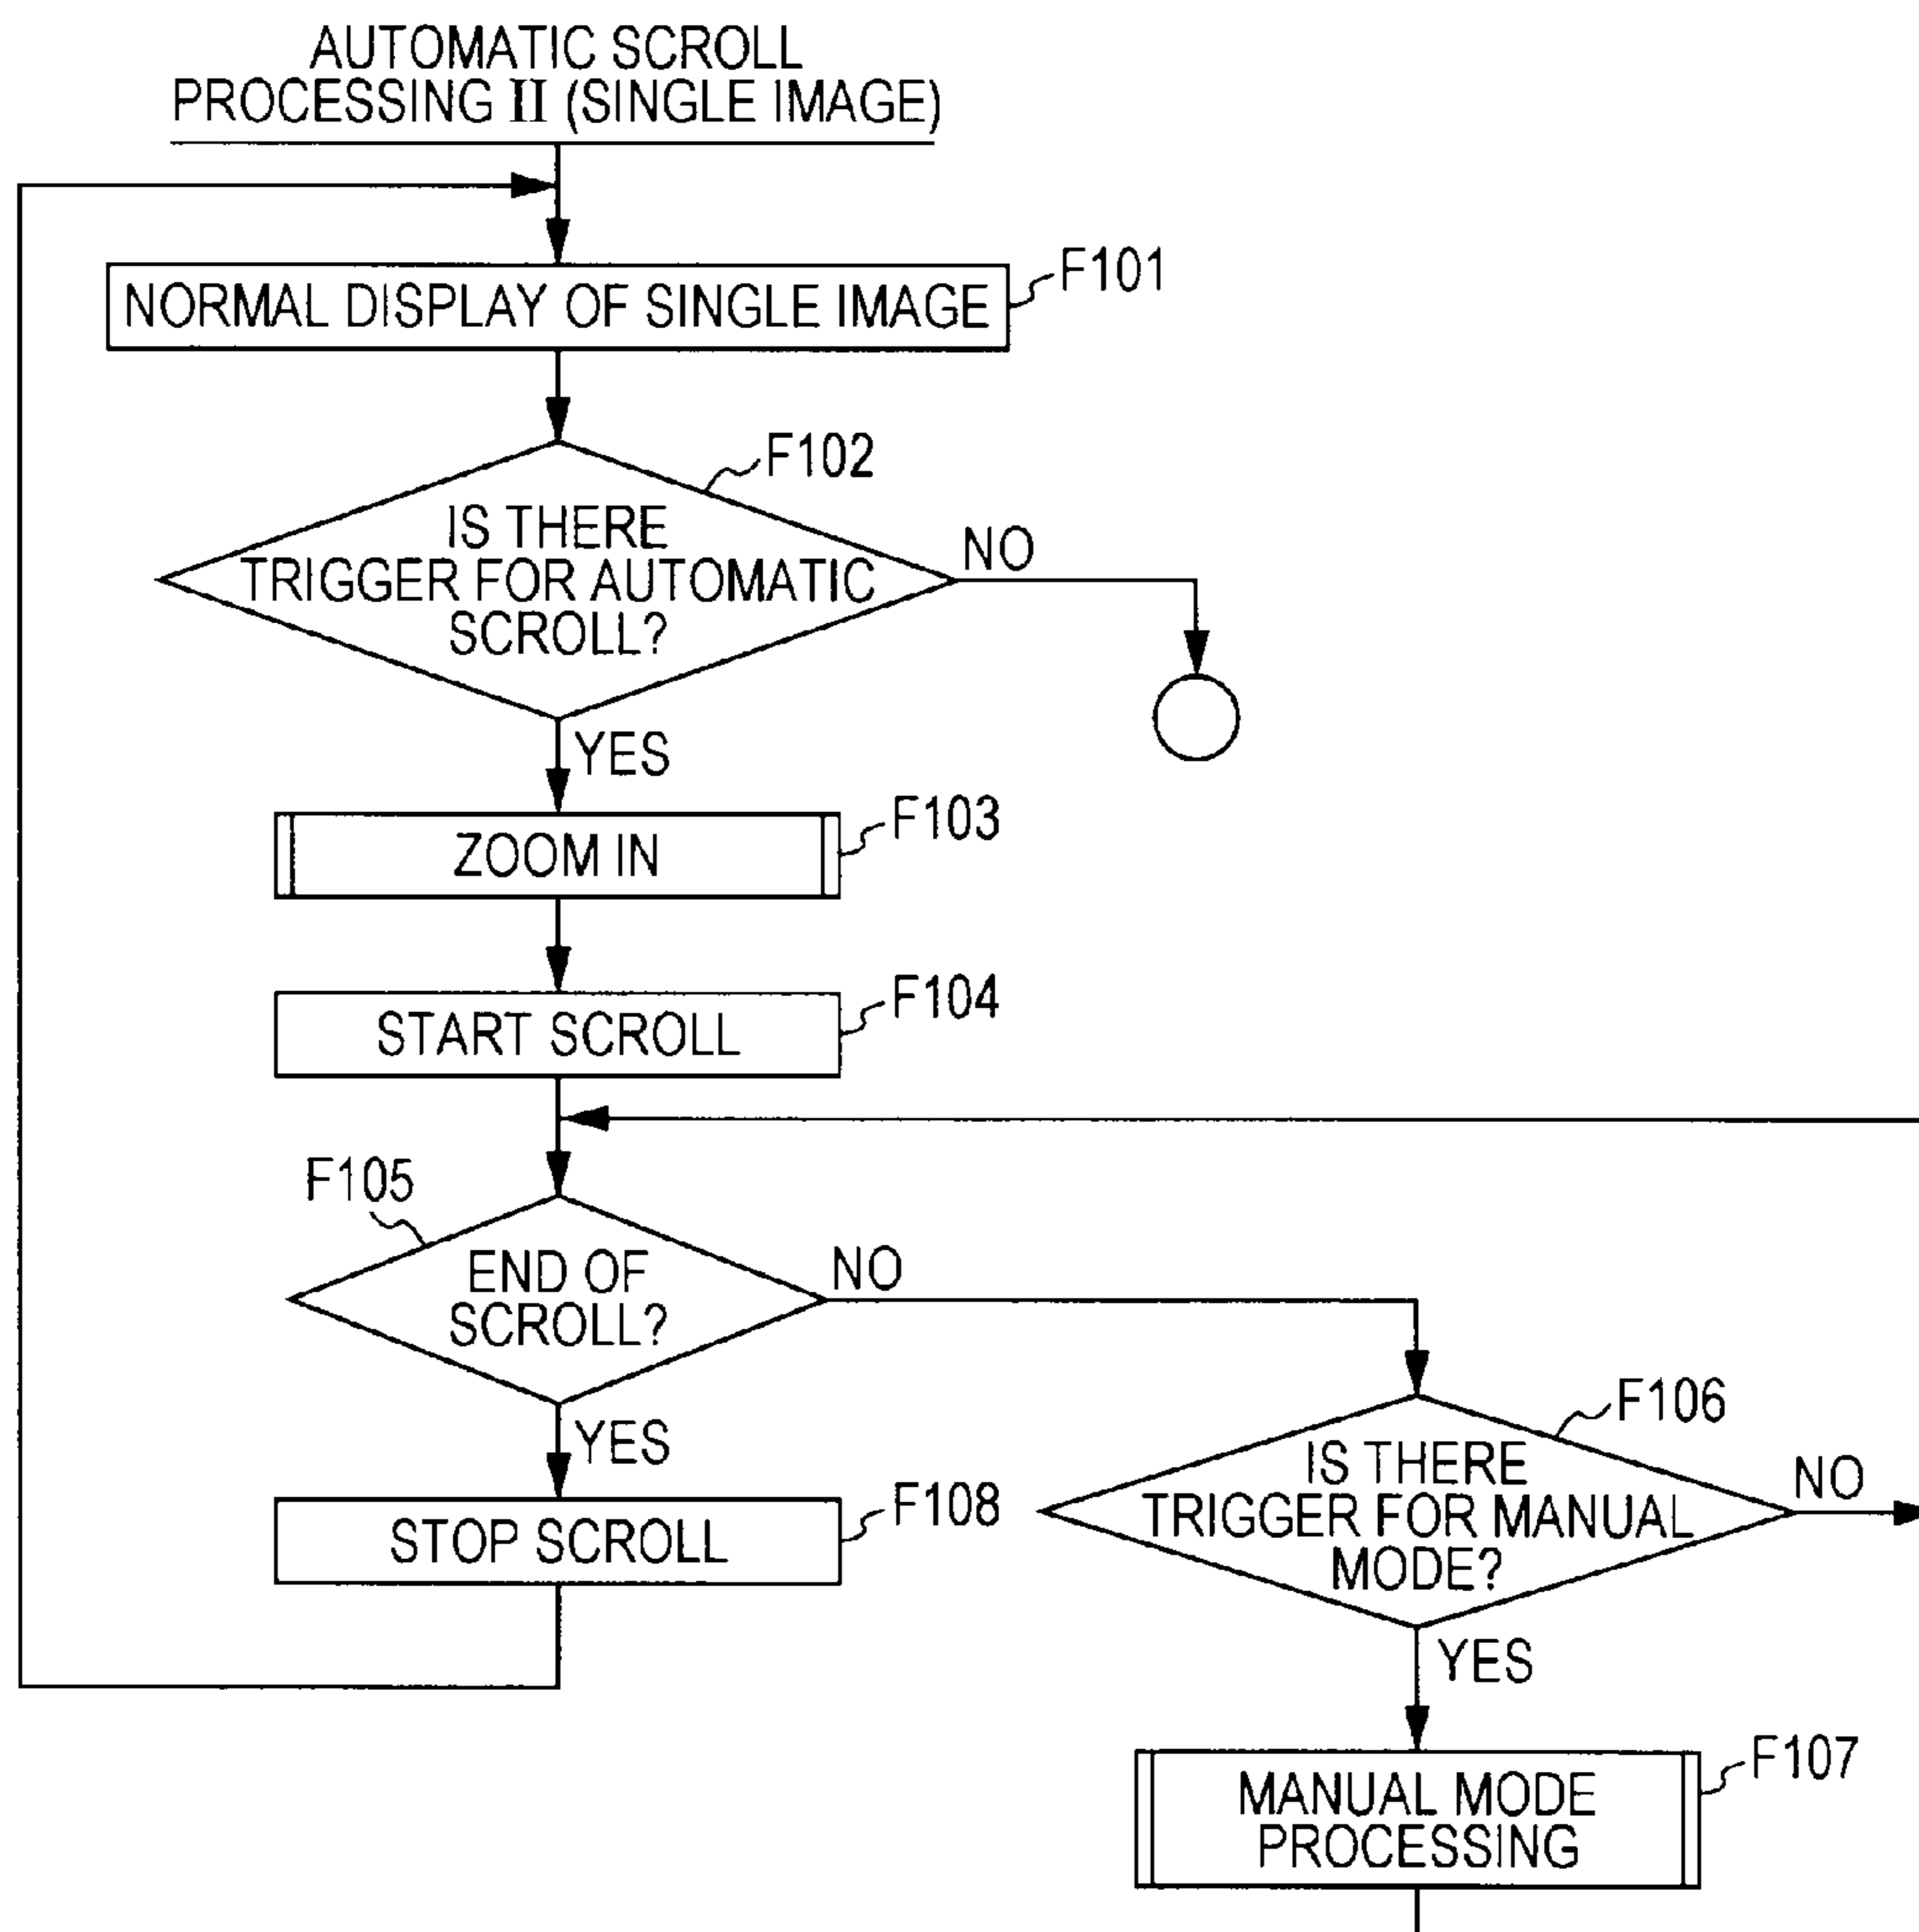 AUTOMATIC SCROLL
PROCESSING II (SINGLE IMAGE)
NORMAL DISPLAY OF SINGLE IMAGE
F101
F102
IS THERE
TRIGGER FOR AUTOMATIC
SCROLL?
NO
YES
ZOOM IN
F103
START SCROLL
F104
F105
END OF
SCROLL?
NO
YES
F106
IS THERE
TRIGGER FOR MANUAL
MODE?
NO
STOP SCROLL
F108
YES
MANUAL MODE
PROCESSING
F107